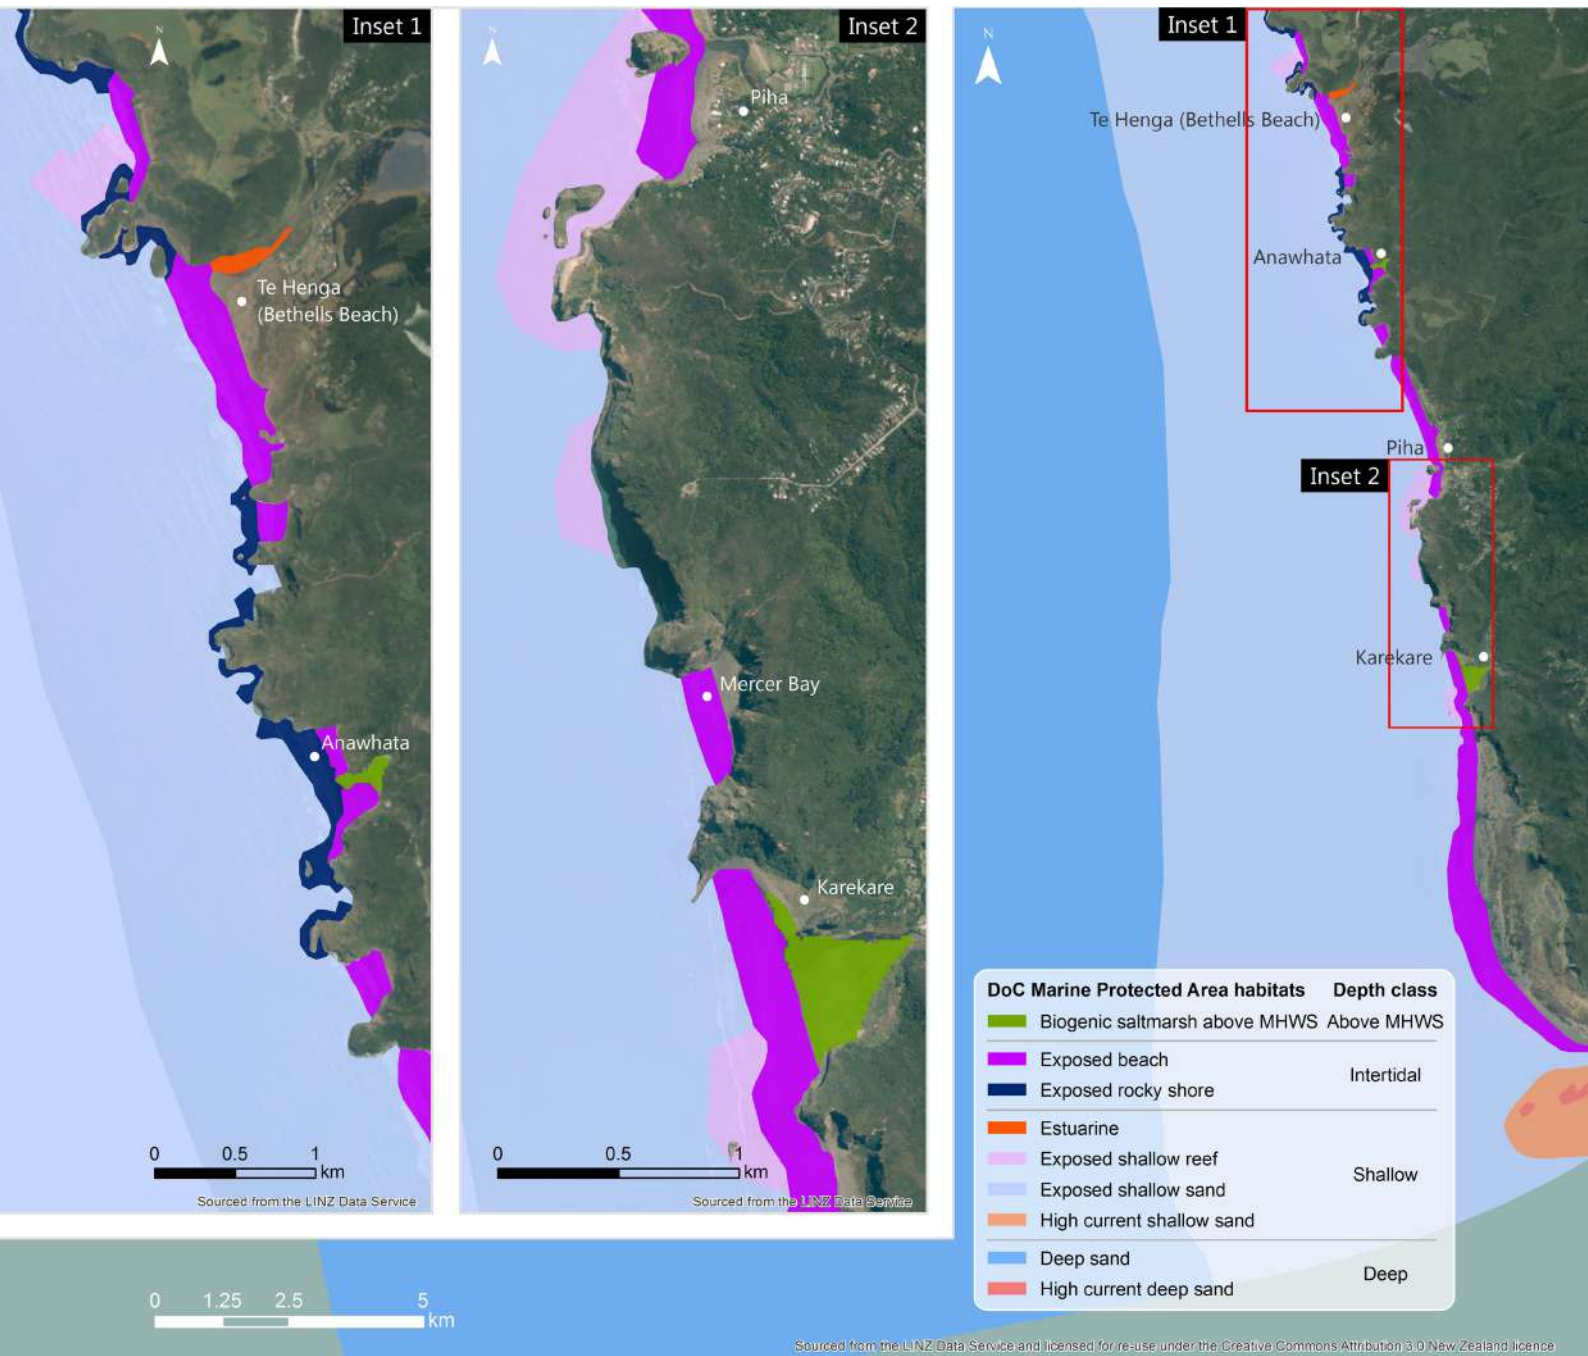 Inset 1
N
Te Henga
(Bethells Beach)
Anawhata
0 0.5 1
km
Sourced from the LINZ Data Service
Inset 2
N
Piha
Mercer Bay
Karekare
0 0.5 1
km
Sourced from the LINZ Data Service
N
Inset 1
Te Henga (Bethells Beach)
Anawhata
Piha
Inset 2
Karekare
DoC Marine Protected Area habitats Depth class
Biogenic saltmarsh above MHWS Above MHWS
Exposed beach
Intertidal
Exposed rocky shore
Estuarine
Exposed shallow reef
Shallow
Exposed shallow sand
High current shallow sand
Deep sand
Deep
High current deep sand
0 1.25 2.5 5
km
Sourced from the LINZ Data Service and licensed for re-use under the Creative Commons Attribution 3.0 New Zealand licence